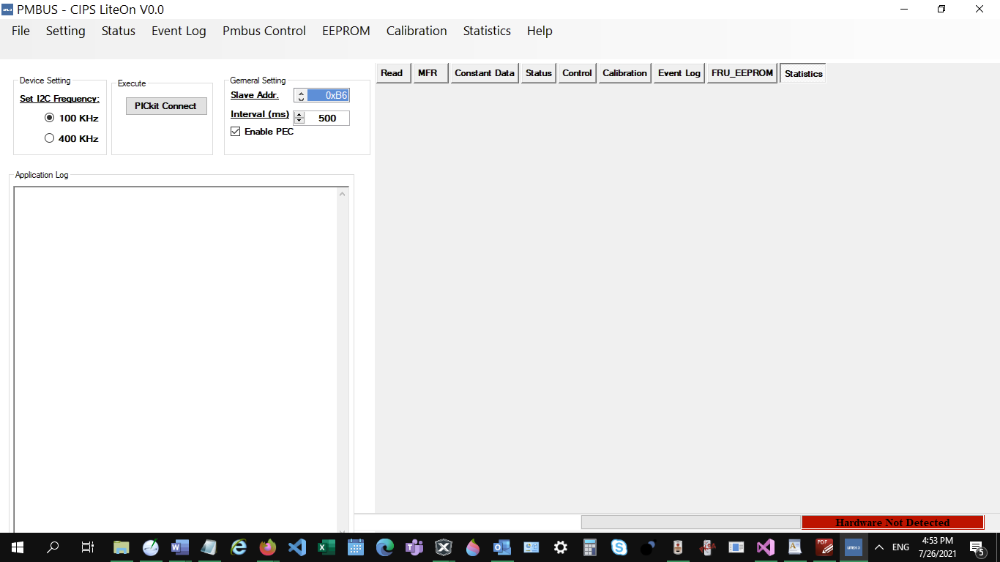 PMBUS - CIPS LiteOn V0.0
File Setting Status Event Log Pmbus Control EEPROM Calibration Statistics Help
Read MFR Constant Data Status Control Calibration Event Log FRU_EEPROM Statistics
Device Setting
Set I2C Frequency:
100 KHz
400 KHz
Execute
PICkit Connect
Gemeral Setting
Slave Addr. 0xB6
Interval (ms) 500
Enable PEC
Application Log
Hardware Not Detected
ENG
4:53 PM
7/26/2021
5
PDF